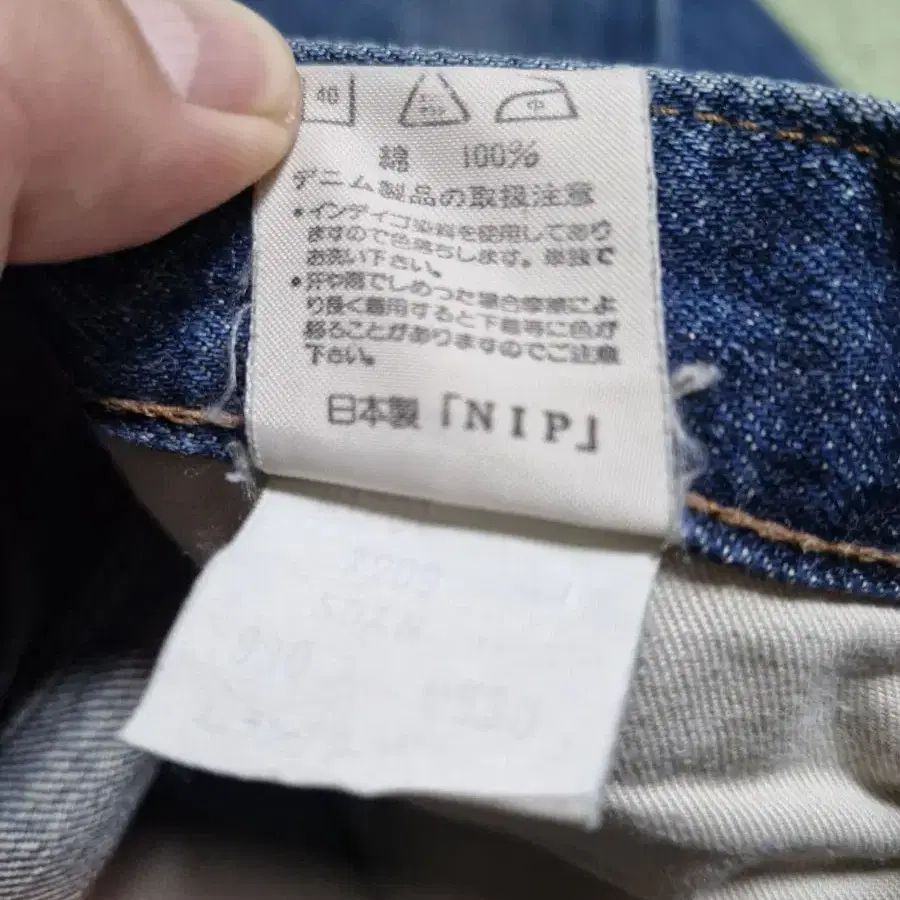 40 中
綿 100%
デニム製品の取扱注意
•インディゴ染料を使用しており
ますので色落ちします。単独で
お洗い下さい。
•汗や雨でしめった場合摩擦によ
り強く着用すると下着等に色が
移ることがありますのでご注意
下さい。
日本製「NIP」